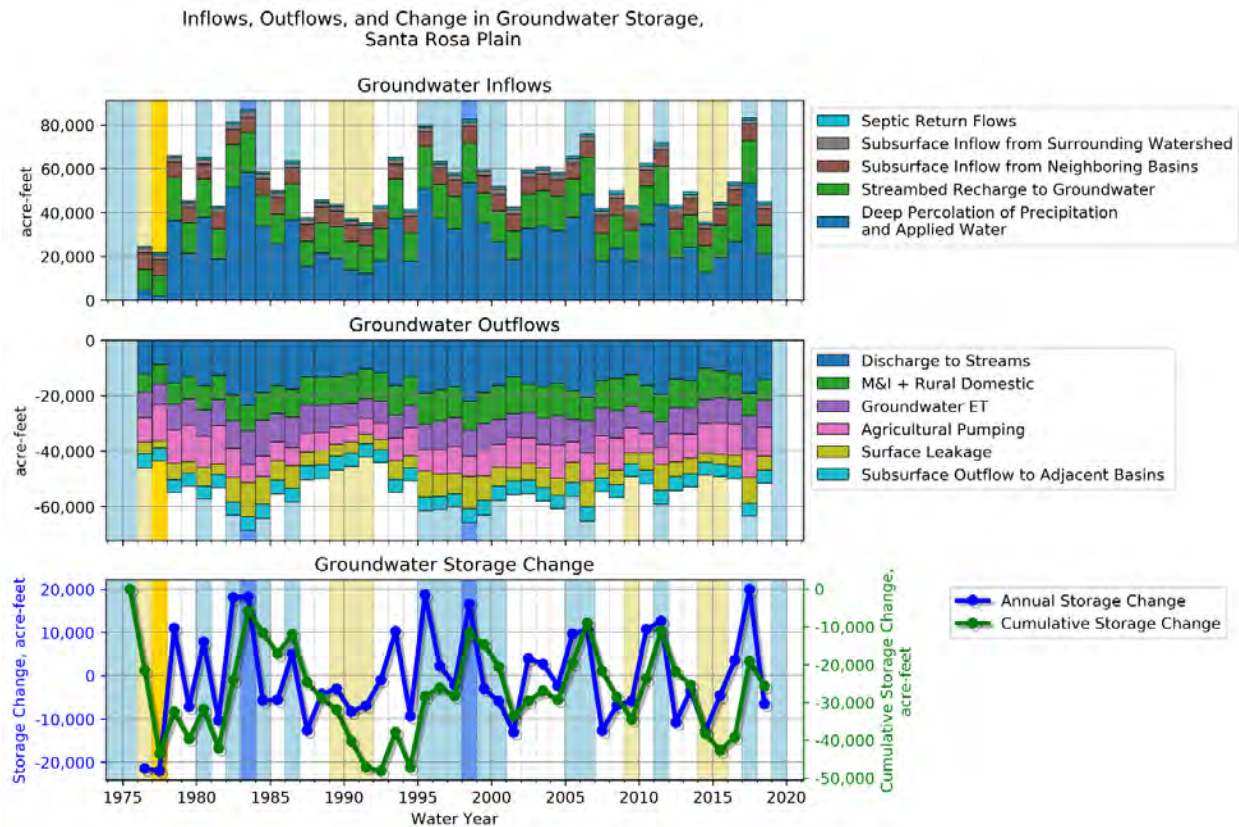 Inflows, Outflows, and Change in Groundwater Storage,
Santa Rosa Plain
Groundwater Inflows
acre-feet
80,000
60,000
40,000
20,000
0
Septic Return Flows
Subsurface Inflow from Surrounding Watershed
Subsurface Inflow from Neighboring Basins
Streambed Recharge to Groundwater
Deep Percolation of Precipitation
and Applied Water
Groundwater Outflows
acre-feet
0
-20,000
-40,000
-60,000
Discharge to Streams
M&I + Rural Domestic
Groundwater ET
Agricultural Pumping
Surface Leakage
Subsurface Outflow to Adjacent Basins
Groundwater Storage Change
Storage Change, acre-feet
20,000
10,000
0
-10,000
-20,000
0
-10,000
-20,000
-30,000
-40,000
-50,000
Cumulative Storage Change,
acre-feet
Annual Storage Change
Cumulative Storage Change
1975 1980 1985 1990 1995 2000 2005 2010 2015 2020
Water Year